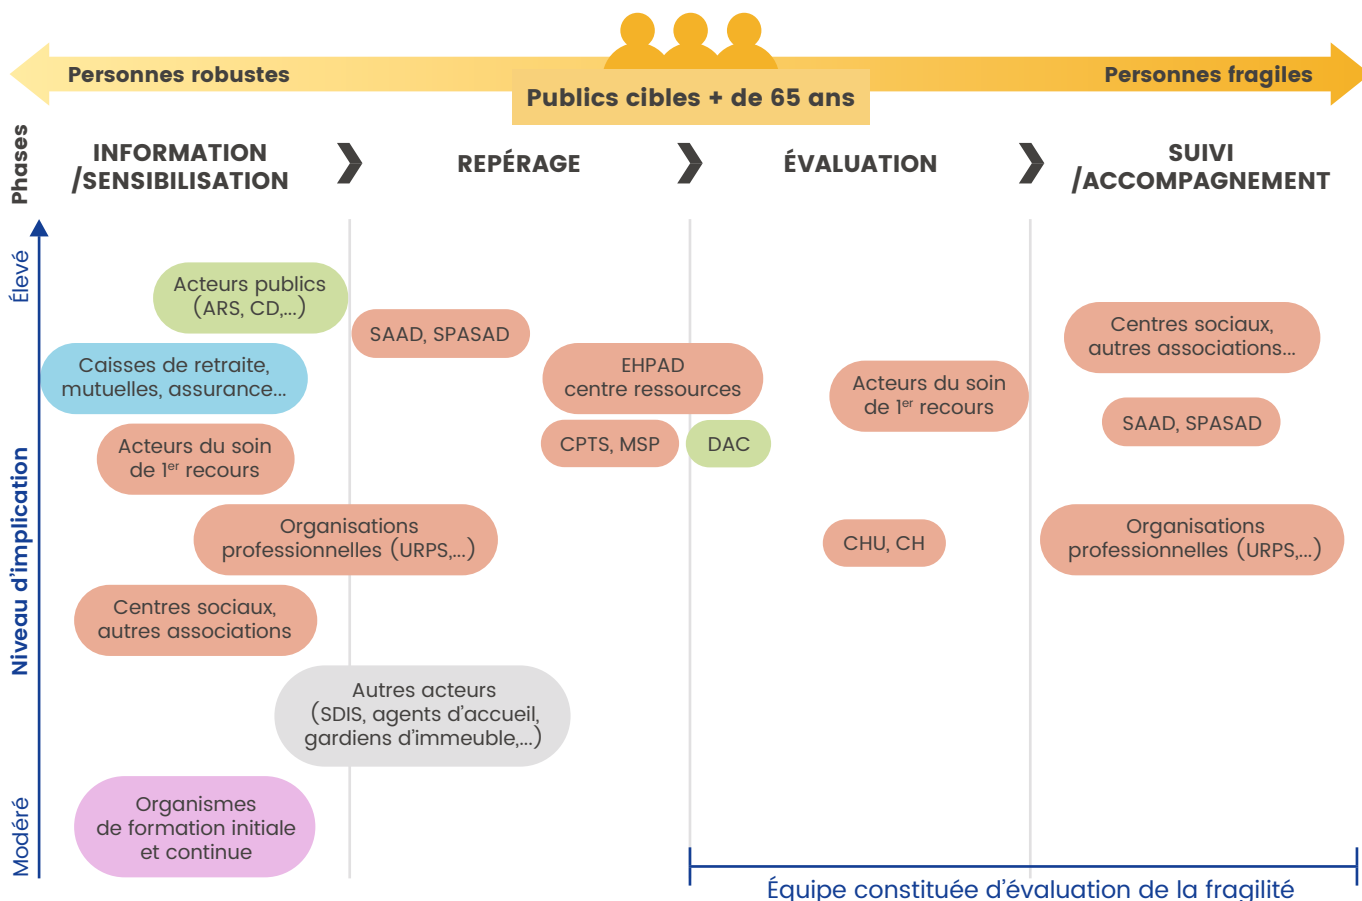 Personnes robustes
Publics cibles + de 65 ans
Personnes fragiles
Phases
INFORMATION
/SENSIBILISATION
REPÉRAGE
ÉVALUATION
SUIVI
/ACCOMPAGNEMENT
Niveau d'implication
Élevé
Modéré
Acteurs publics
(ARS, CD,...)
Caisses de retraite,
mutuelles, assurance...
Acteurs du soin
de 1er recours
Organisations
professionnelles (URPS,...)
Centres sociaux,
autres associations
Autres acteurs
(SDIS, agents d'accueil,
gardiens d'immeuble,...)
Organismes
de formation initiale
et continue
SAAD, SPASAD
EHPAD
centre ressources
CPTS, MSP
DAC
Acteurs du soin
de 1er recours
CHU, CH
Centres sociaux,
autres associations...
SAAD, SPASAD
Organisations
professionnelles (URPS,...)
Équipe constituée d'évaluation de la fragilité